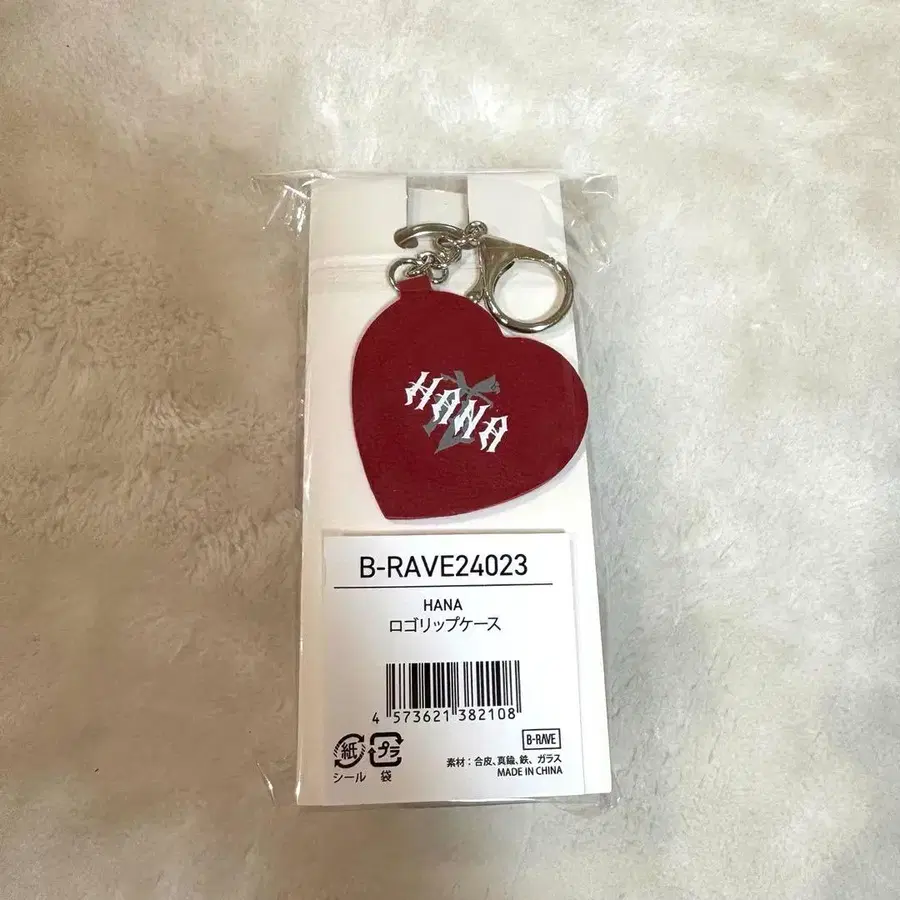 HANA
B-RAVE24023
HANA
ロゴリップケース
4 573621 382108
紙 プラ
シール 袋
B-RAVE
素材：合皮、真鍮、鉄、ガラス
MADE IN CHINA